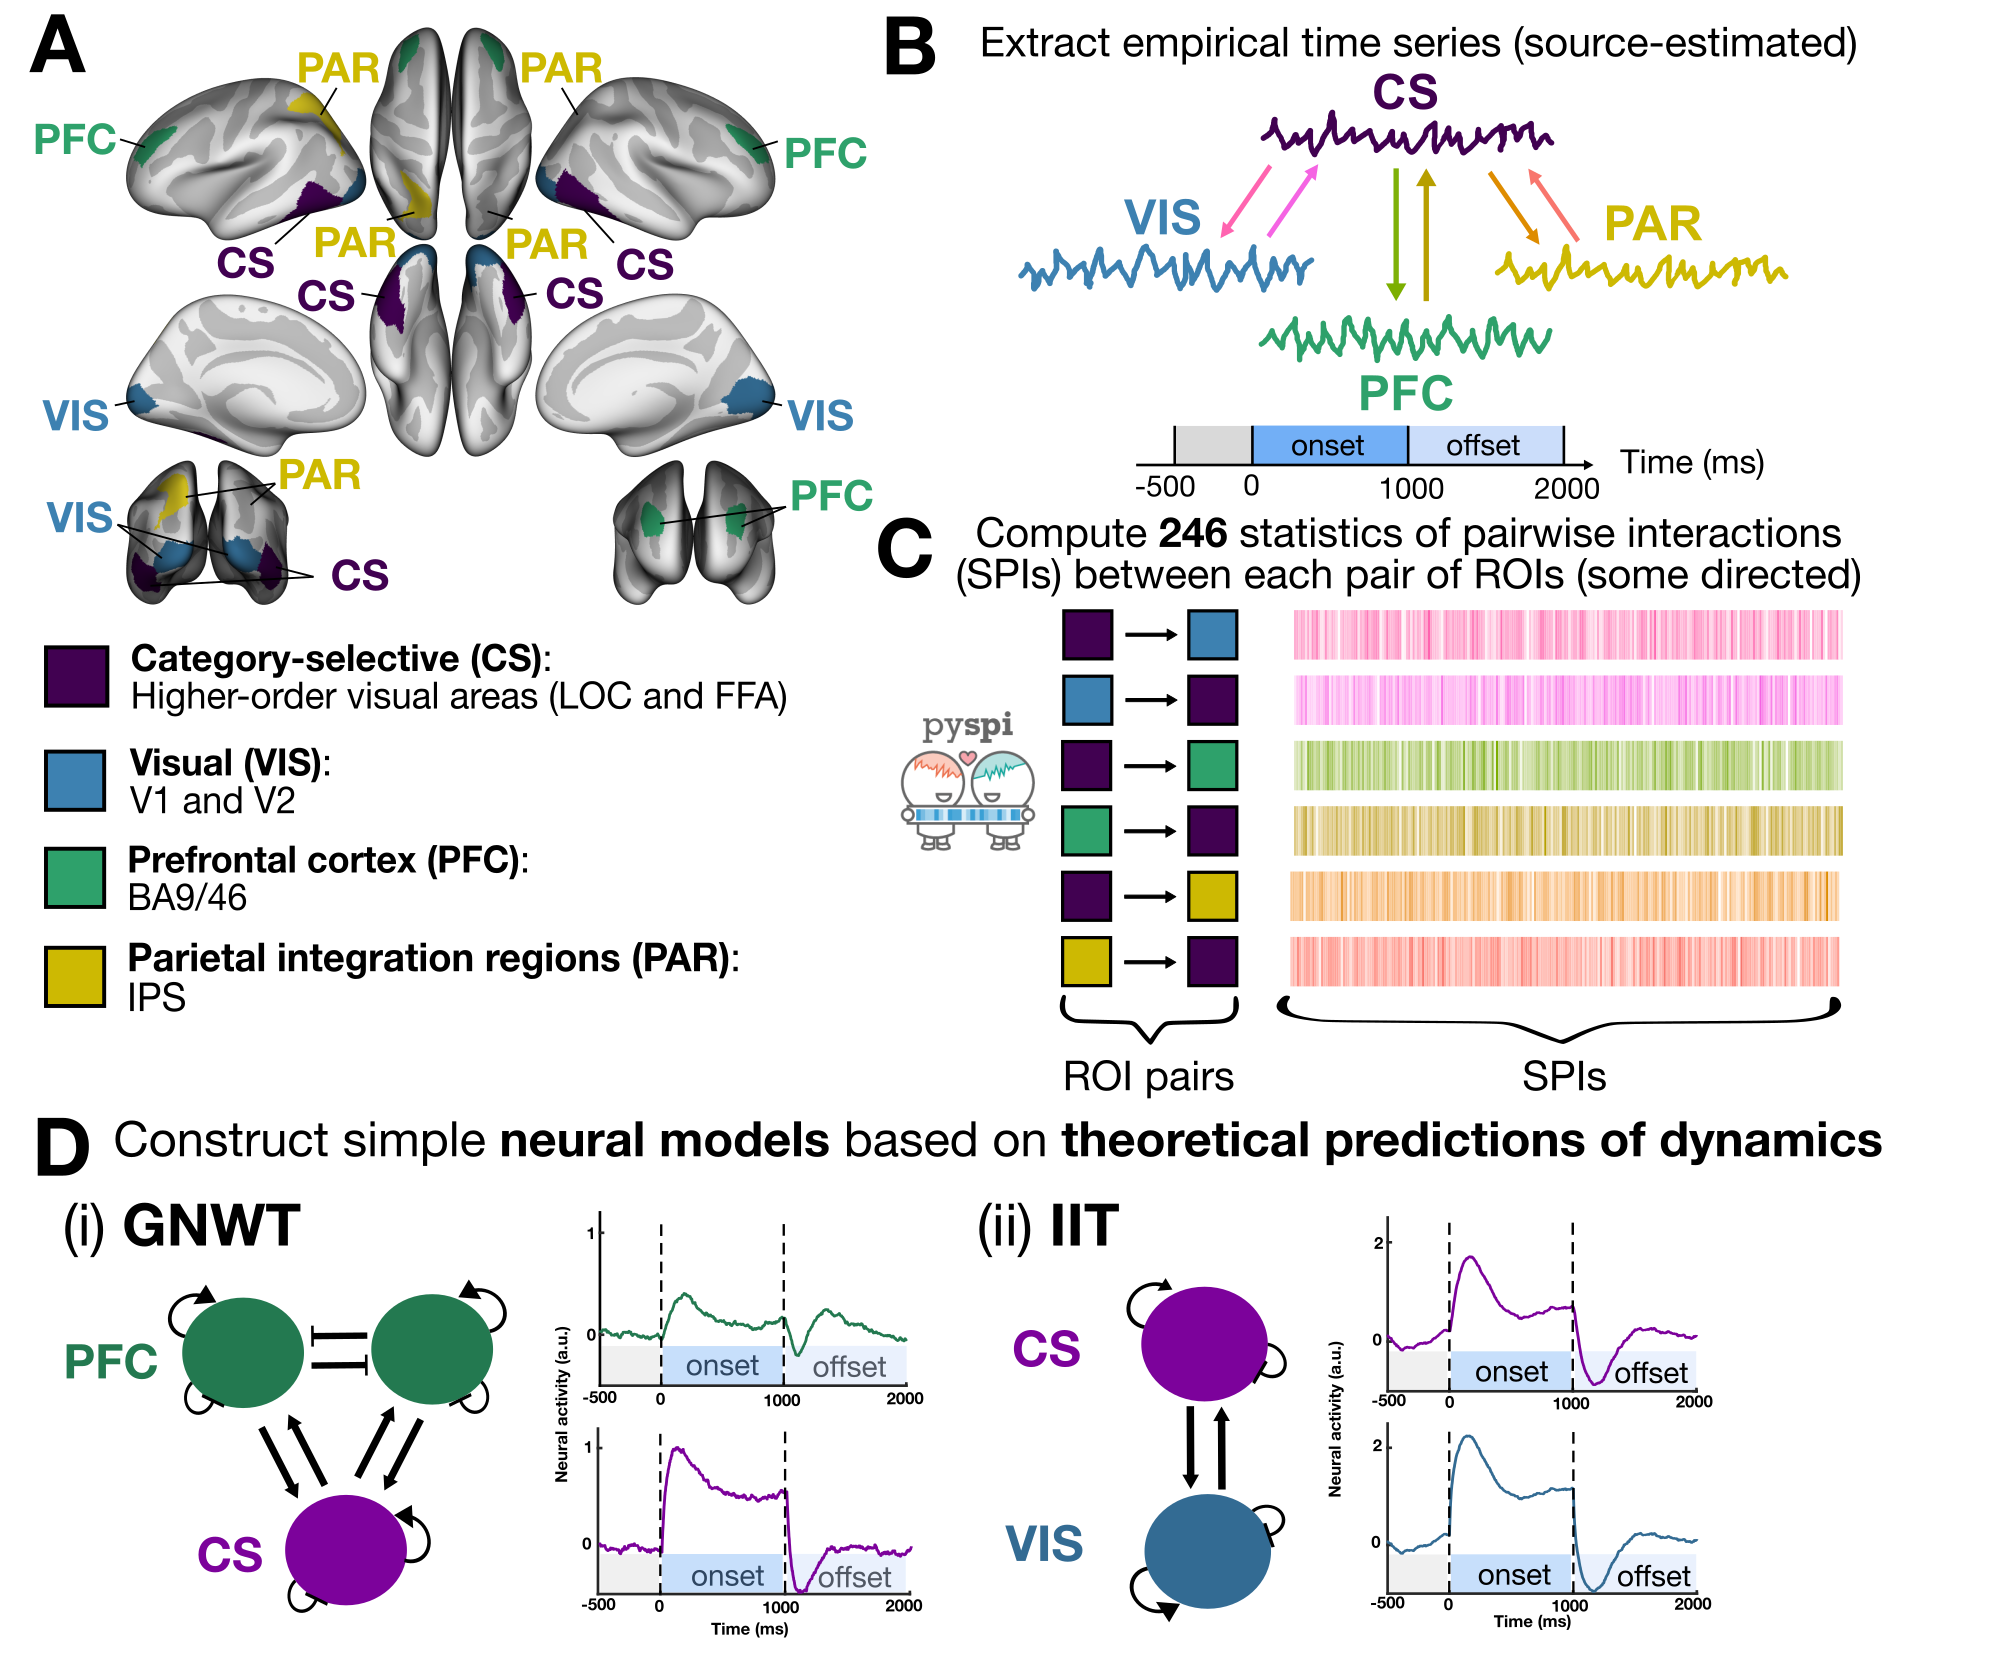 A
PAR
PAR
PFC
PFC
PAR
PAR
CS
CS
CS
CS
VIS
VIS
PAR
VIS
PFC
CS
Category-selective (CS):
Higher-order visual areas (LOC and FFA)
Visual (VIS):
V1 and V2
Prefrontal cortex (PFC):
BA9/46
Parietal integration regions (PAR):
IPS
B
Extract empirical time series (source-estimated)
CS
VIS
PAR
PFC
onset
offset
Time (ms)
-500
0
1000
2000
C
Compute 246 statistics of pairwise interactions
(SPIs) between each pair of ROIs (some directed)
pyspi
ROI pairs
SPIs
D
Construct simple neural models based on theoretical predictions of dynamics
(i) GNWT
PFC
CS
Neural activity (a.u.)
1
0
onset
offset
-500
0
1000
2000
1
0
onset
offset
-500
0
1000
2000
Time (ms)
(ii) IIT
CS
VIS
Neural activity (a.u.)
2
0
onset
offset
-500
0
1000
2000
2
0
onset
offset
-500
0
1000
2000
Time (ms)